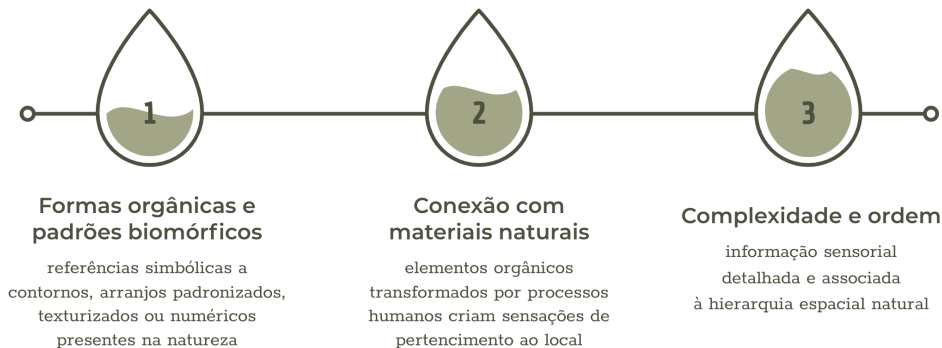 1
Formas orgânicas e
padrões biomórficos
referências simbólicas a
contornos, arranjos padronizados,
texturizados ou numéricos
presentes na natureza
2
Conexão com
materiais naturais
elementos orgânicos
transformados por processos
humanos criam sensações de
pertencimento ao local
3
Complexidade e ordem
informação sensorial
detalhada e associada
à hierarquia espacial natural